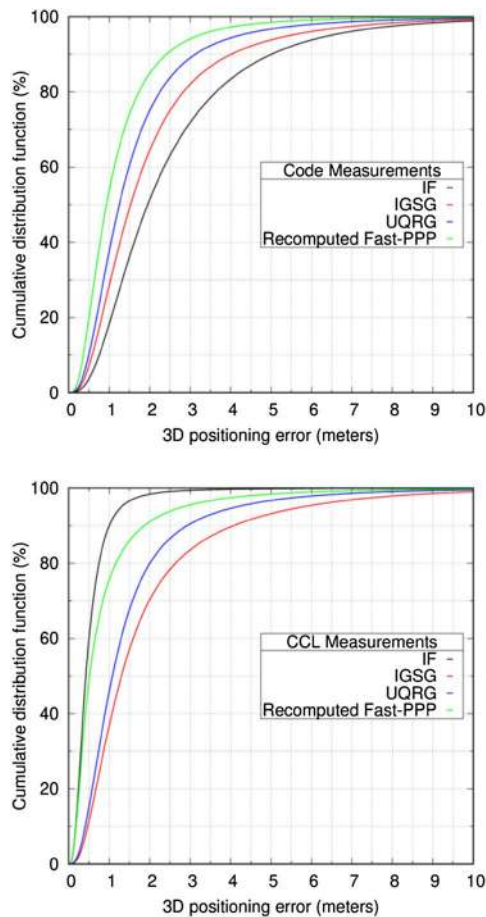 Cumulative distribution function (%)
100
80
60
40
20
0
Code Measurements
IF
IGSG
UQRG
Recomputed Fast-PPP
0 1 2 3 4 5 6 7 8 9 10
3D positioning error (meters)
Cumulative distribution function (%)
100
80
60
40
20
0
CCL Measurements
IF
IGSG
UQRG
Recomputed Fast-PPP
0 1 2 3 4 5 6 7 8 9 10
3D positioning error (meters)